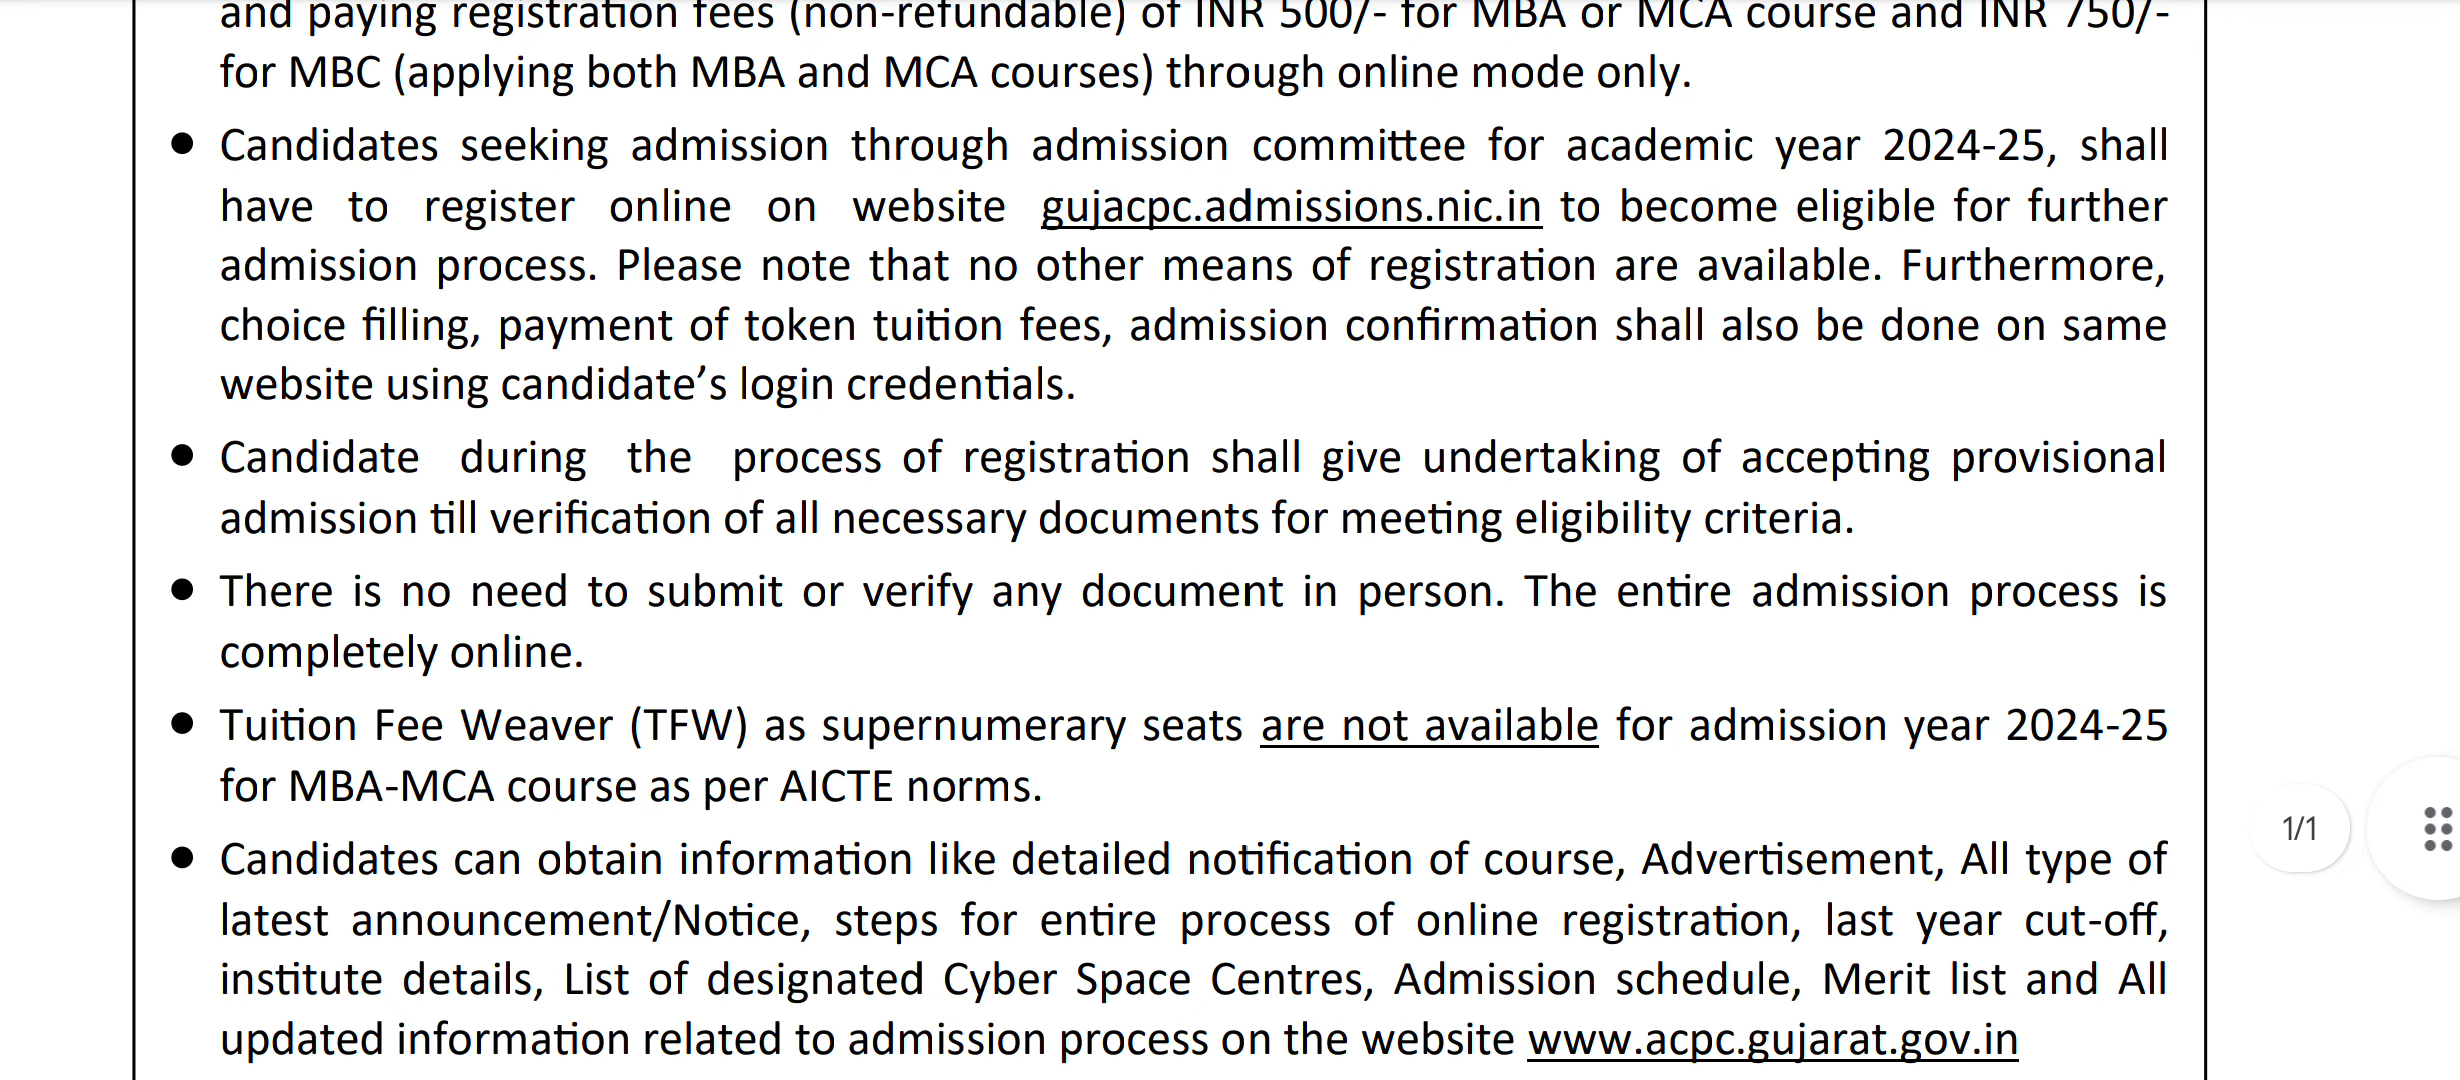 and paying registration fees (non-refundable) of INR 500/- for MBA or MCA course and INR 750/-
for MBC (applying both MBA and MCA courses) through online mode only.
● Candidates seeking admission through admission committee for academic year 2024-25, shall
have to register online on website gujacpc.admissions.nic.in to become eligible for further
admission process. Please note that no other means of registration are available. Furthermore,
choice filling, payment of token tuition fees, admission confirmation shall also be done on same
website using candidate’s login credentials.
● Candidate during the process of registration shall give undertaking of accepting provisional
admission till verification of all necessary documents for meeting eligibility criteria.
● There is no need to submit or verify any document in person. The entire admission process is
completely online.
● Tuition Fee Weaver (TFW) as supernumerary seats are not available for admission year 2024-25
for MBA-MCA course as per AICTE norms.
● Candidates can obtain information like detailed notification of course, Advertisement, All type of
latest announcement/Notice, steps for entire process of online registration, last year cut-off,
institute details, List of designated Cyber Space Centres, Admission schedule, Merit list and All
updated information related to admission process on the website www.acpc.gujarat.gov.in
1/1